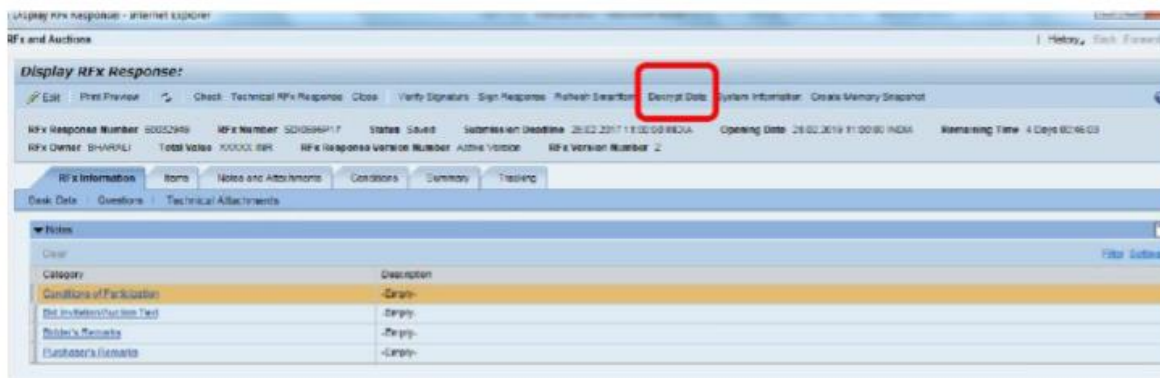 Display RFx Response: - Internet Explorer
RFx and Auctions | History, Back Forward
Display RFx Response:
Edit Print Preview Check Technical RFx Response Close Verify Signature Sign Response Refresh Smartform Decrypt Data System Information Create Memory Snapshot
RFx Response Number RFx Number Status Saved Submission Deadline INDIA Opening Date INDIA Remaining Time 4 Days
RFx Owner BHARALI Total Value INR RFx Response Version Number Active Version RFx Version Number 2
RFx Information Items Notes and Attachments Conditions Summary Tracking
Basic Data Questions Technical Attachments
Notes
Clear Filter
Category Description
Conditions of Participation -Empty-
Bid Invitation/Auction Text -Empty-
Bidder's Remarks -Empty-
Purchaser's Remarks -Empty-